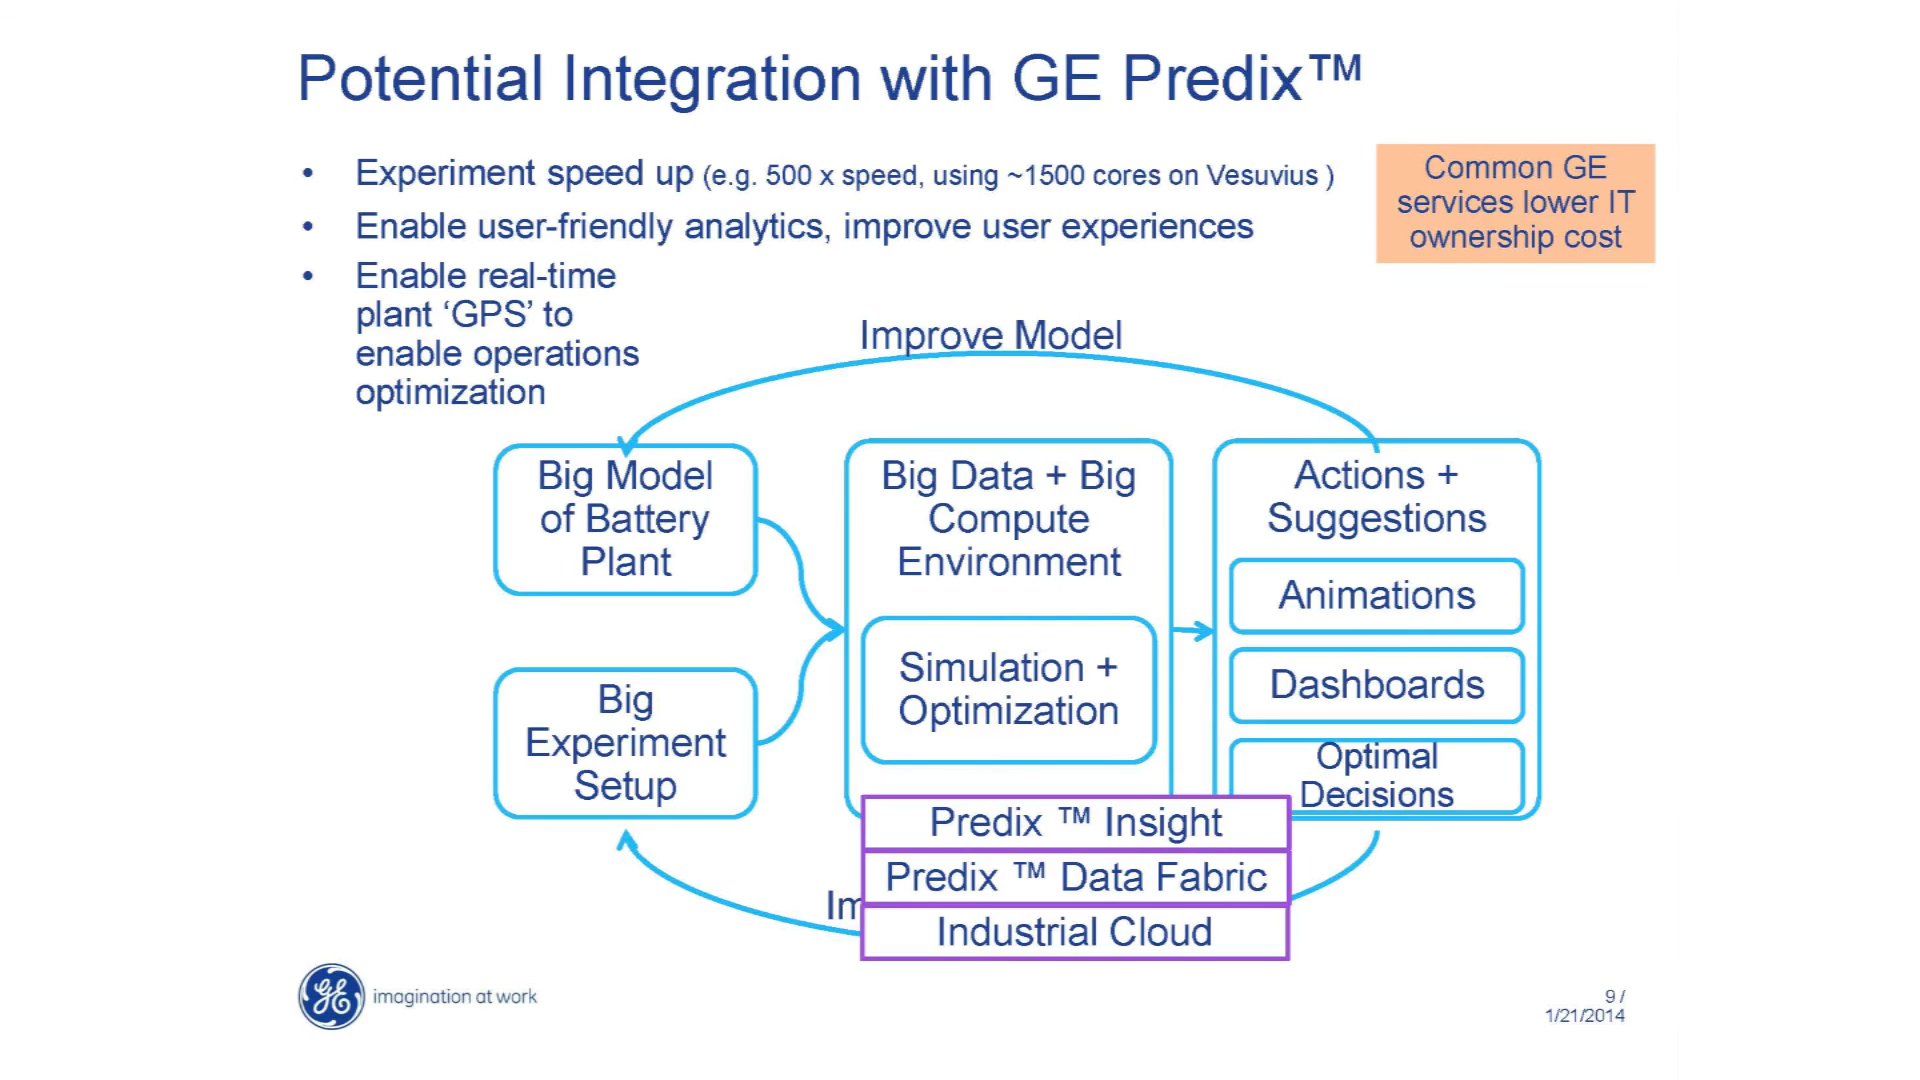 Potential Integration with GE Predix™
• Experiment speed up (e.g. 500 x speed, using ~1500 cores on Vesuvius )
• Enable user-friendly analytics, improve user experiences
• Enable real-time
plant ‘GPS’ to
enable operations
optimization
Common GE
services lower IT
ownership cost
Improve Model
Big Model
of Battery
Plant
Big
Experiment
Setup
Big Data + Big
Compute
Environment
Simulation +
Optimization
Actions +
Suggestions
Animations
Dashboards
Optimal
Decisions
Predix ™ Insight
Predix ™ Data Fabric
Industrial Cloud
GE imagination at work
9 /
1/21/2014